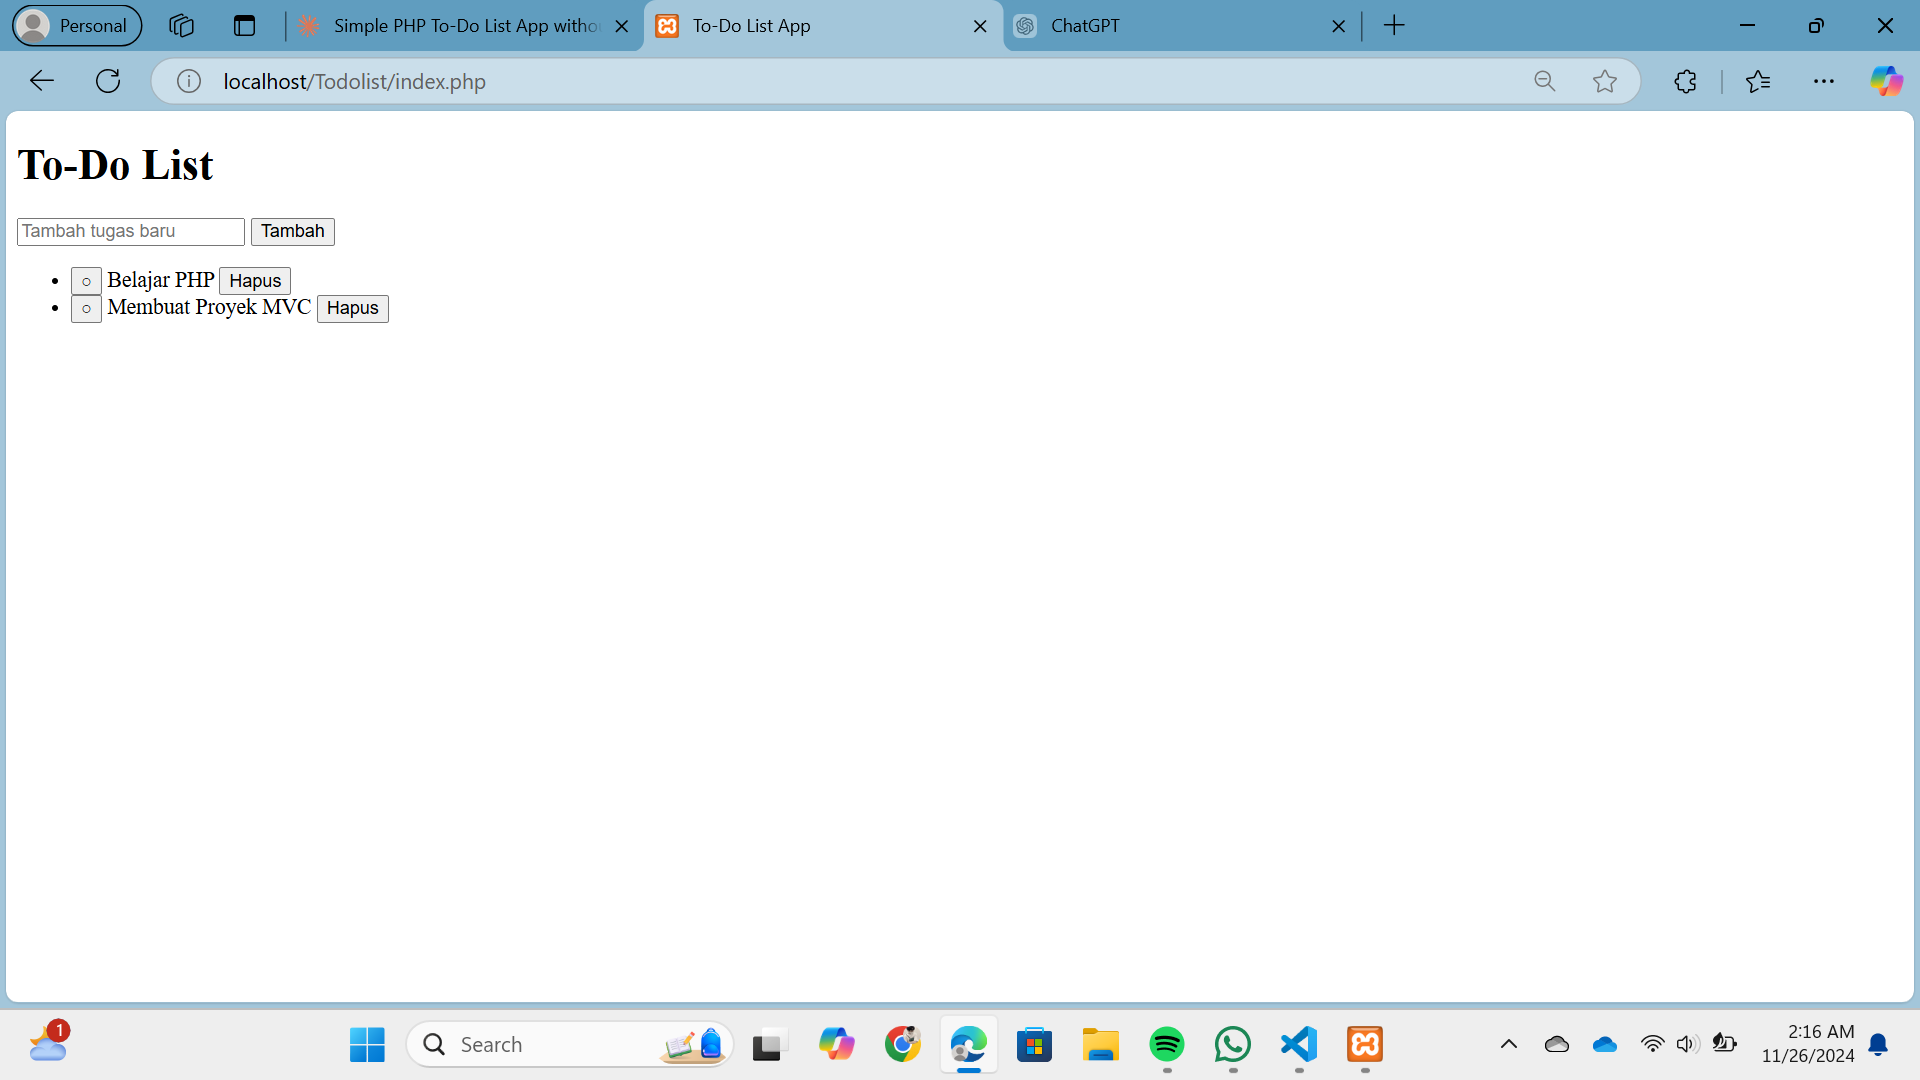 Personal
Simple PHP To-Do List App witho
To-Do List App
ChatGPT
localhost/Todolist/index.php
To-Do List
Tambah tugas baru
Tambah
Belajar PHP Hapus
Membuat Proyek MVC Hapus
1
Search
2:16 AM
11/26/2024